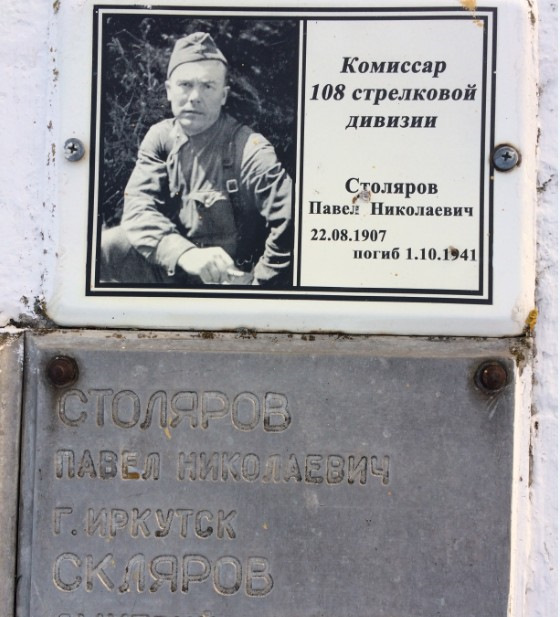 Комиссар
108 стрелковой
дивизии
Столяров
Павел Николаевич
22.08.1907
погиб 1.10.1941
СТОЛЯРОВ
ПАВЕЛ НИКОЛАЕВИЧ
Г. ИРКУТСК
СКЛЯРОВ